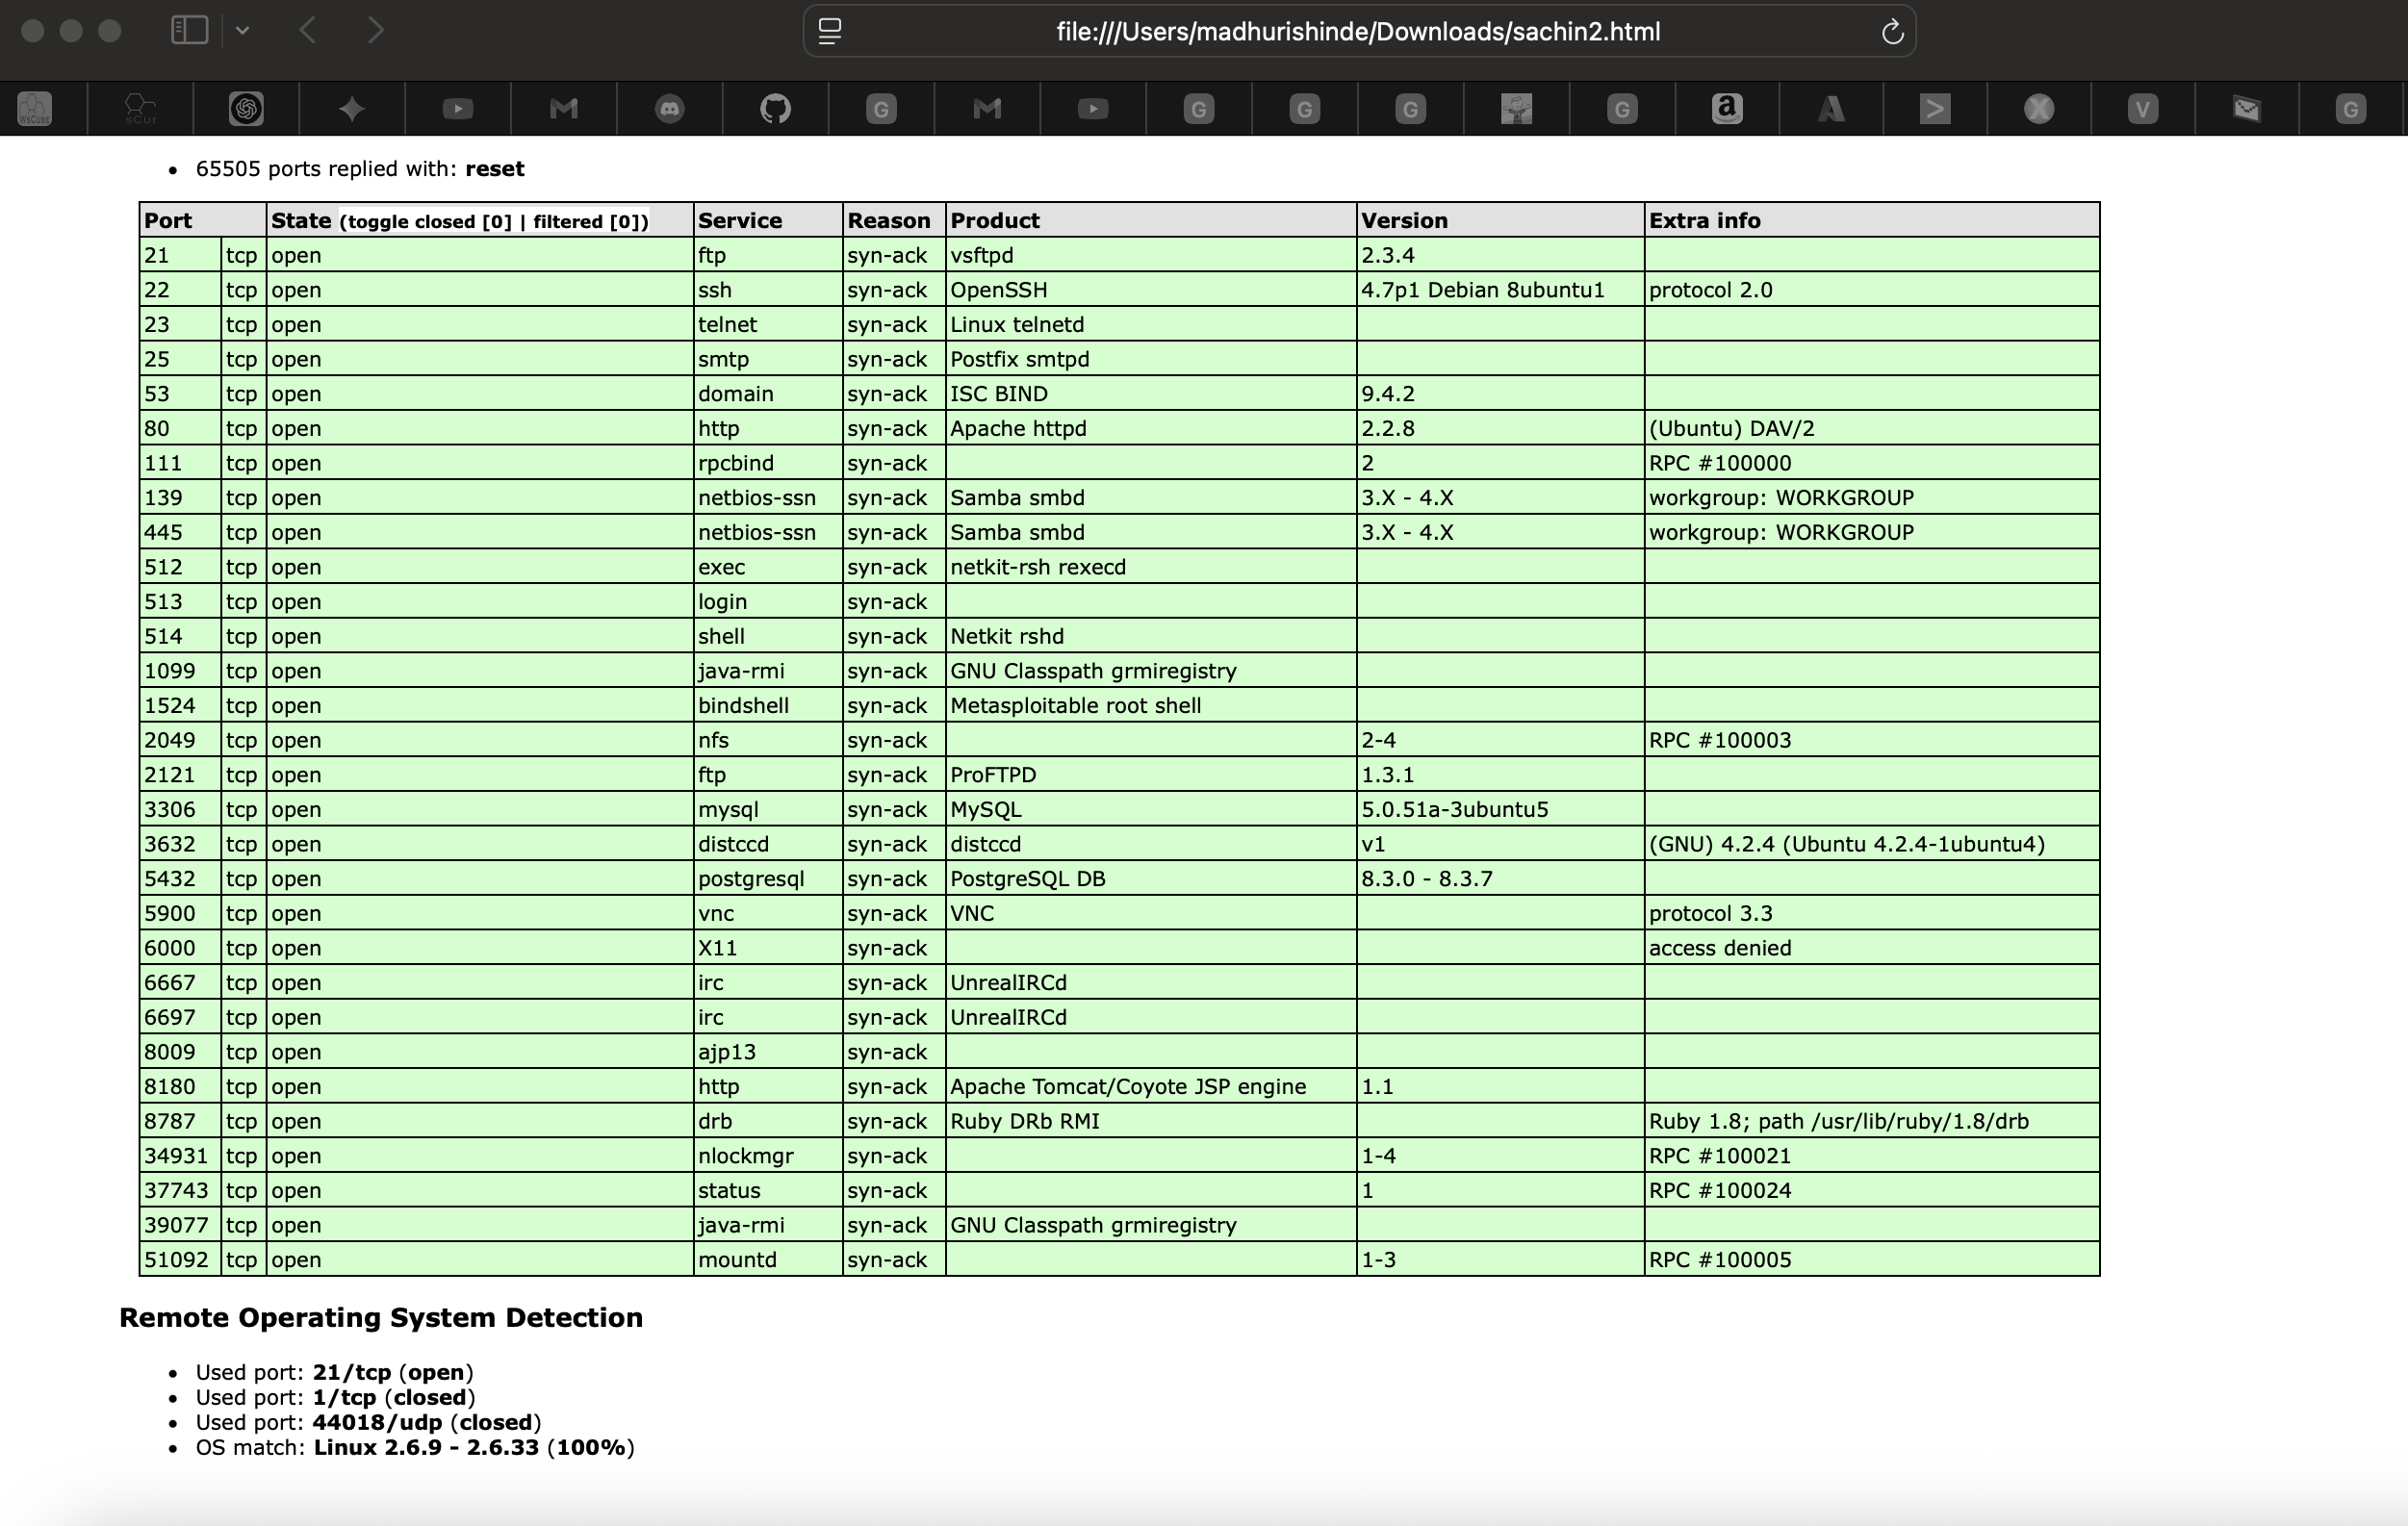 file:///Users/madhurishinde/Downloads/sachin2.html
WsCube
G
G
G
G
G
a
V
G
65505 ports replied with: reset
Port State (toggle closed [0] | filtered [0]) Service Reason Product Version Extra info
21 tcp open ftp syn-ack vsftpd 2.3.4
22 tcp open ssh syn-ack OpenSSH 4.7p1 Debian 8ubuntu1 protocol 2.0
23 tcp open telnet syn-ack Linux telnetd
25 tcp open smtp syn-ack Postfix smtpd
53 tcp open domain syn-ack ISC BIND 9.4.2
80 tcp open http syn-ack Apache httpd 2.2.8 (Ubuntu) DAV/2
111 tcp open rpcbind syn-ack 2 RPC #100000
139 tcp open netbios-ssn syn-ack Samba smbd 3.X - 4.X workgroup: WORKGROUP
445 tcp open netbios-ssn syn-ack Samba smbd 3.X - 4.X workgroup: WORKGROUP
512 tcp open exec syn-ack netkit-rsh rexecd
513 tcp open login syn-ack
514 tcp open shell syn-ack Netkit rshd
1099 tcp open java-rmi syn-ack GNU Classpath grmiregistry
1524 tcp open bindshell syn-ack Metasploitable root shell
2049 tcp open nfs syn-ack 2-4 RPC #100003
2121 tcp open ftp syn-ack ProFTPD 1.3.1
3306 tcp open mysql syn-ack MySQL 5.0.51a-3ubuntu5
3632 tcp open distccd syn-ack distccd v1 (GNU) 4.2.4 (Ubuntu 4.2.4-1ubuntu4)
5432 tcp open postgresql syn-ack PostgreSQL DB 8.3.0 - 8.3.7
5900 tcp open vnc syn-ack VNC protocol 3.3
6000 tcp open X11 syn-ack access denied
6667 tcp open irc syn-ack UnrealIRCd
6697 tcp open irc syn-ack UnrealIRCd
8009 tcp open ajp13 syn-ack
8180 tcp open http syn-ack Apache Tomcat/Coyote JSP engine 1.1
8787 tcp open drb syn-ack Ruby DRb RMI Ruby 1.8; path /usr/lib/ruby/1.8/drb
34931 tcp open nlockmgr syn-ack 1-4 RPC #100021
37743 tcp open status syn-ack 1 RPC #100024
39077 tcp open java-rmi syn-ack GNU Classpath grmiregistry
51092 tcp open mountd syn-ack 1-3 RPC #100005
Remote Operating System Detection
Used port: 21/tcp (open)
Used port: 1/tcp (closed)
Used port: 44018/udp (closed)
OS match: Linux 2.6.9 - 2.6.33 (100%)